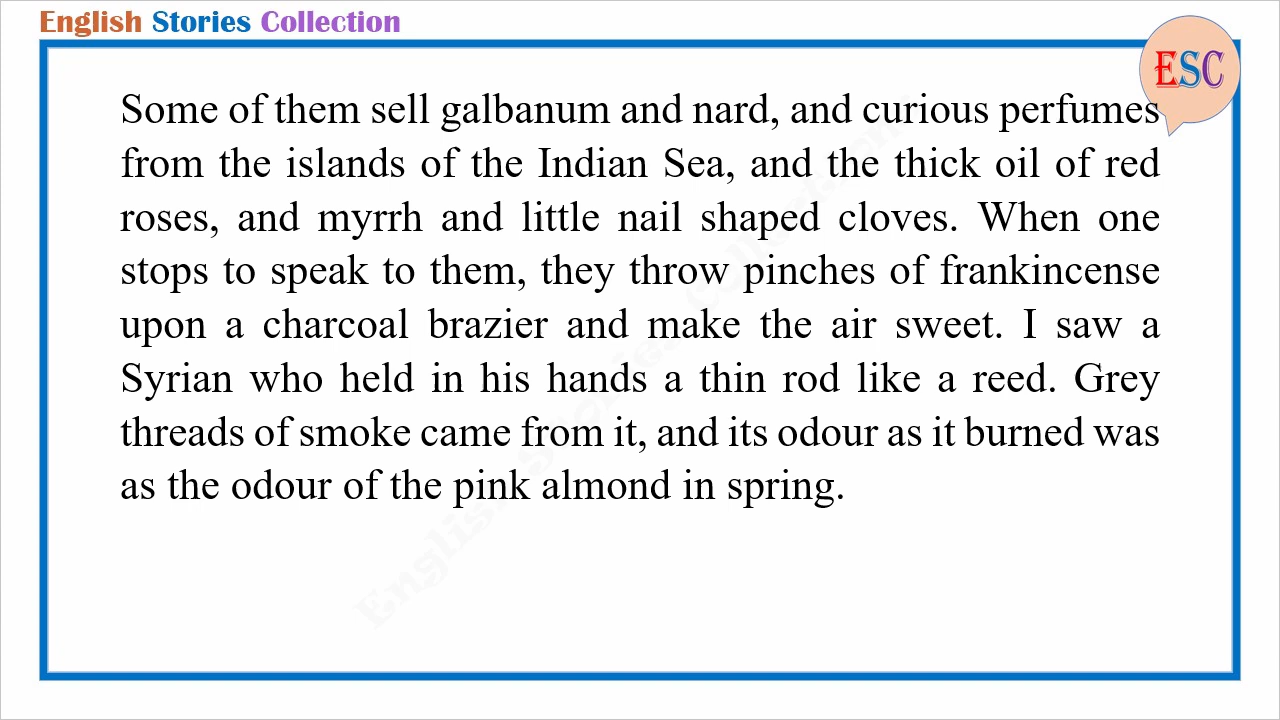 English Stories Collection
ESC
Some of them sell galbanum and nard, and curious perfumes
from the islands of the Indian Sea, and the thick oil of red
roses, and myrrh and little nail shaped cloves. When one
stops to speak to them, they throw pinches of frankincense
upon a charcoal brazier and make the air sweet. I saw a
Syrian who held in his hands a thin rod like a reed. Grey
threads of smoke came from it, and its odour as it burned was
as the odour of the pink almond in spring.
English Stories Collection